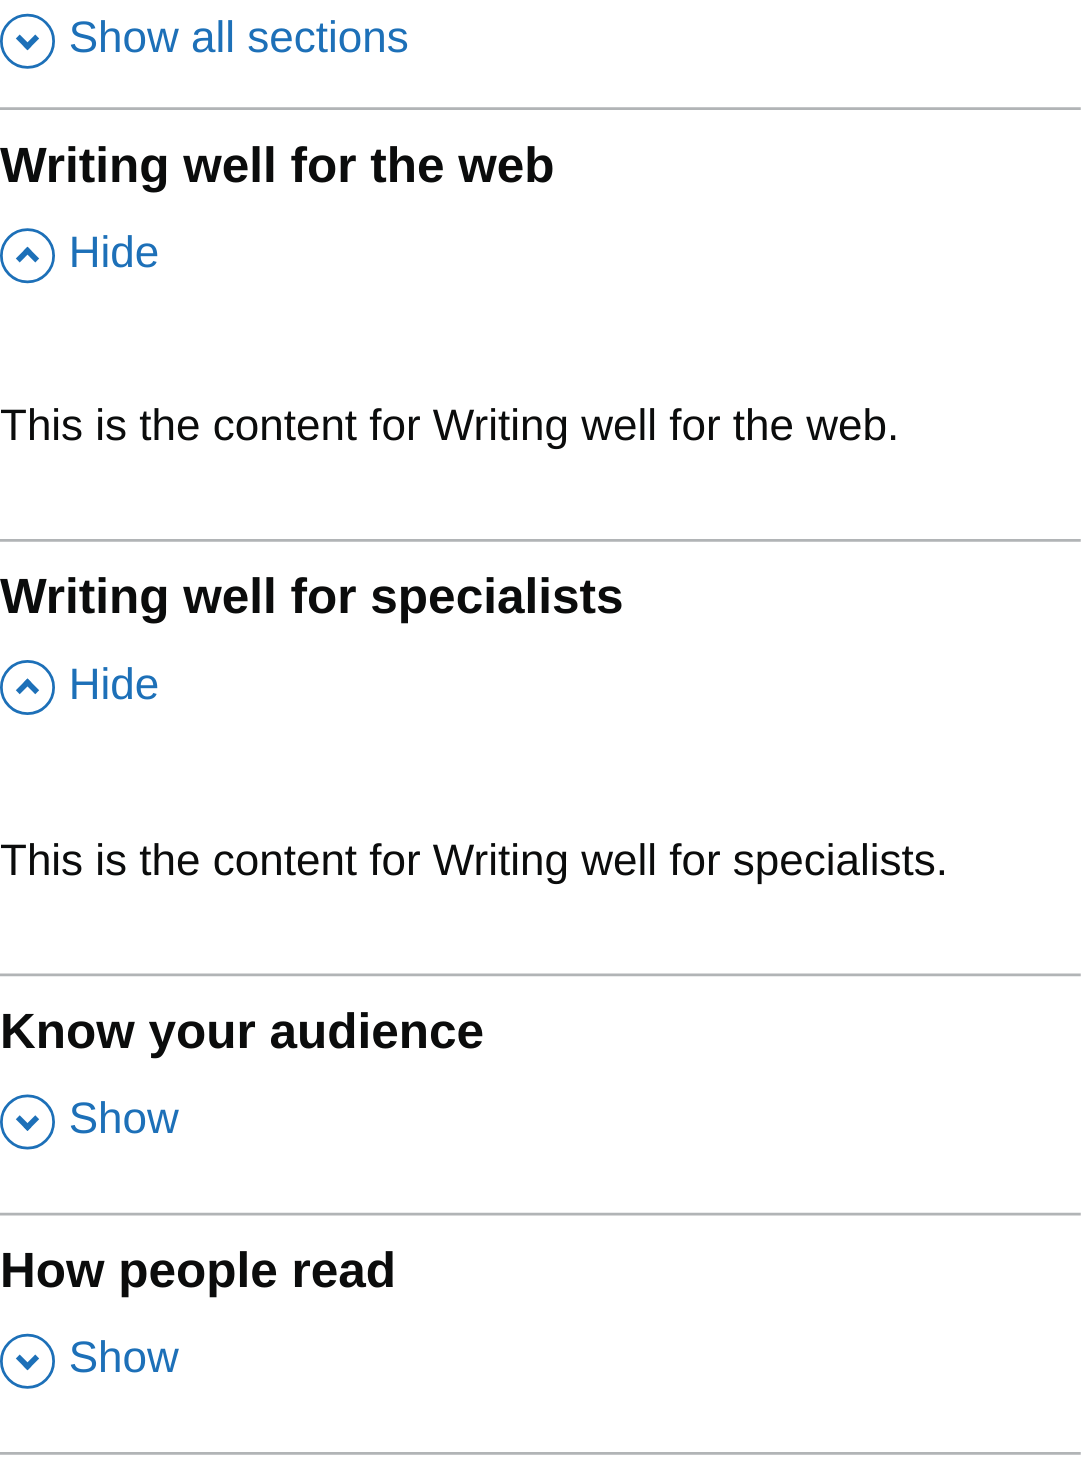 Show all sections
Writing well for the web
Hide
This is the content for Writing well for the web.
Writing well for specialists
Hide
This is the content for Writing well for specialists.
Know your audience
Show
How people read
Show